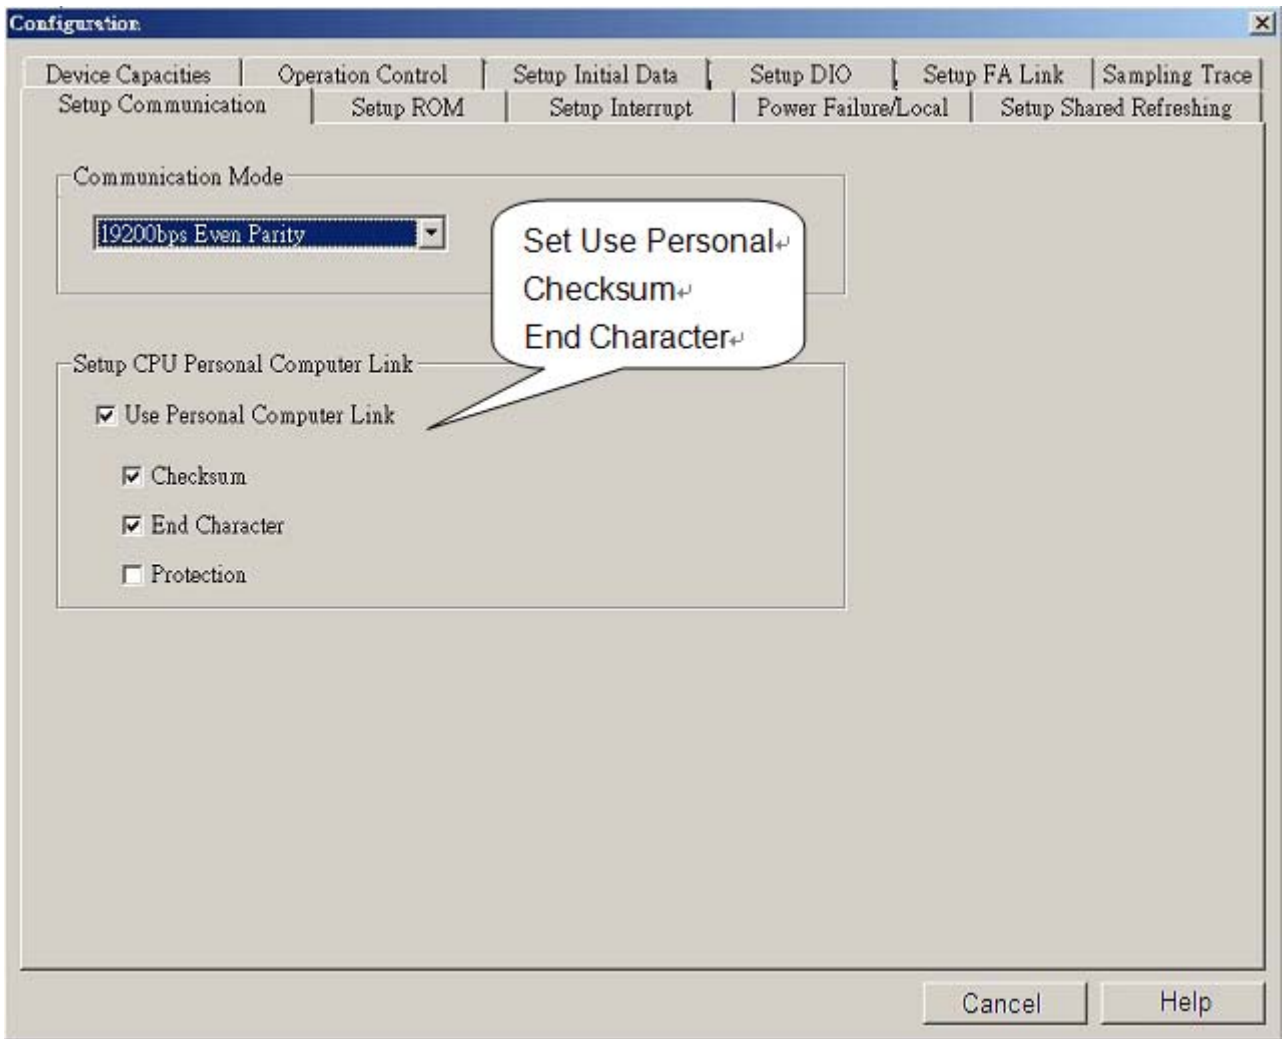 Configuration
Device Capacities
Operation Control
Setup Initial Data
Setup DIO
Setup FA Link
Sampling Trace
Setup Communication
Setup ROM
Setup Interrupt
Power Failure/Local
Setup Shared Refreshing
Communication Mode
19200bps Even Parity
Set Use Personal
Checksum
End Character
Setup CPU Personal Computer Link
Use Personal Computer Link
Checksum
End Character
Protection
Cancel
Help